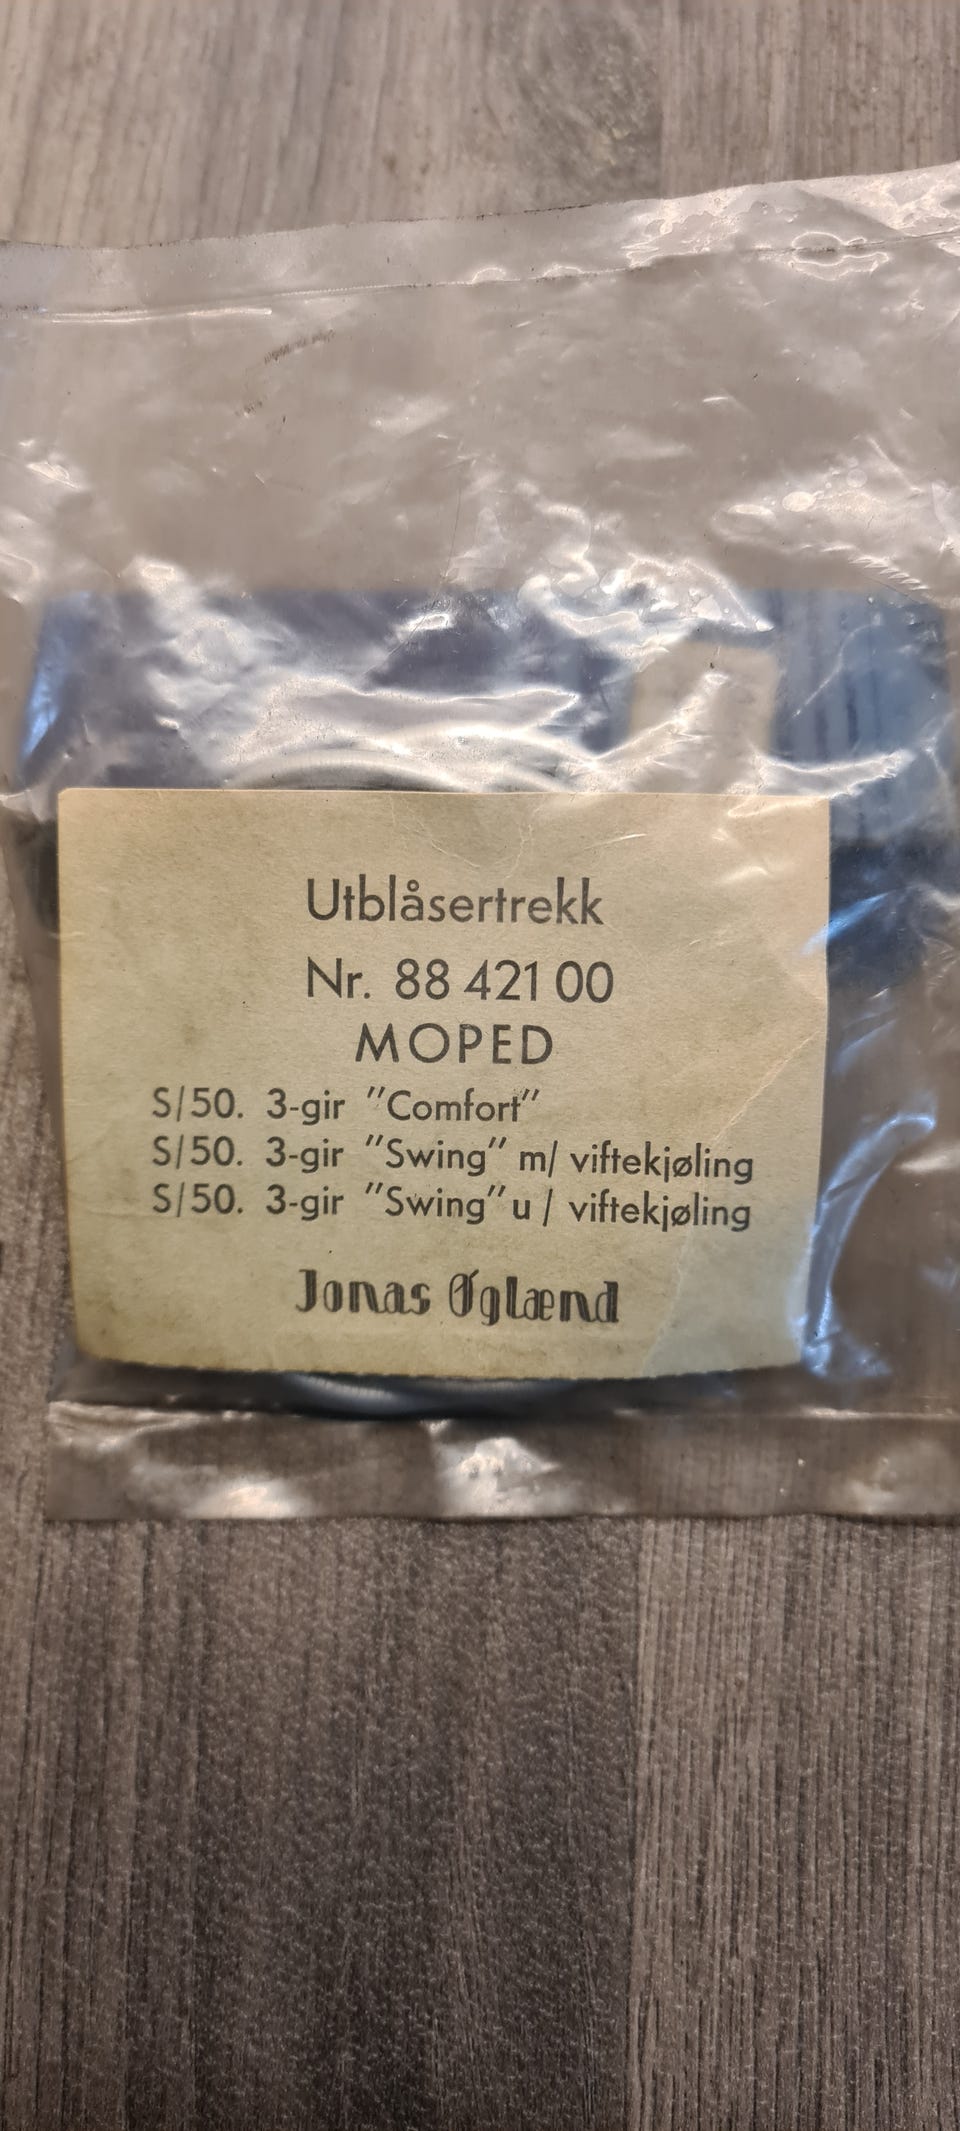 Utblåsertrekk
Nr. 88 421 00
MOPED
S/50. 3-gir "Comfort"
S/50. 3-gir "Swing" m/ viftekjøling
S/50. 3-gir "Swing" u/ viftekjøling
Jonas Øglænd